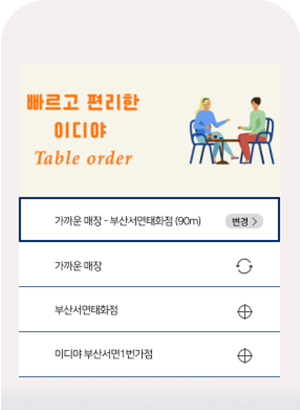 빠르고 편리한
이디야
Table order
가까운 매장 - 부산서면태화점 (90m)
변경 >
가까운 매장
부산서면태화점
이디야 부산서면1번가점